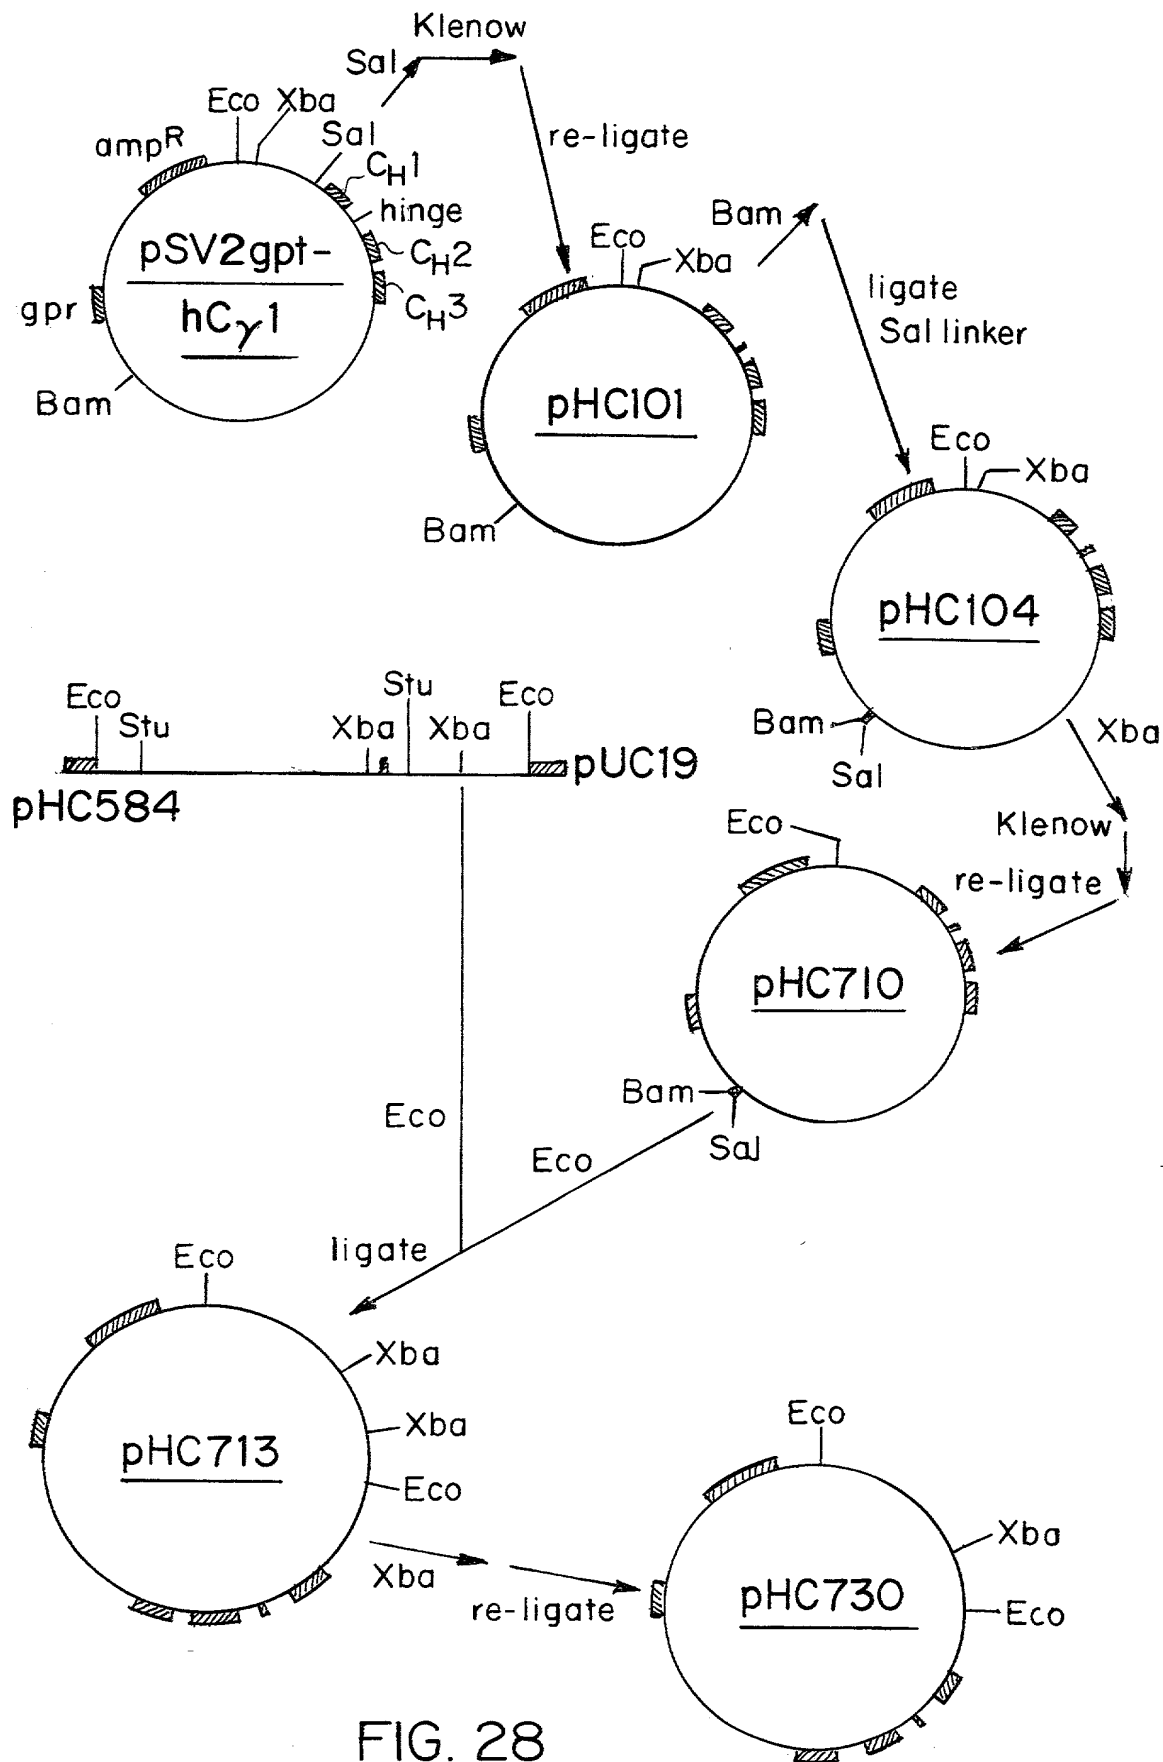 Klenow
Sal
Eco Xba
ampR
Sal
re-ligate
CH1
hinge
CH2
CH3
pSV2gpt-
hCγ1
gpr
Bam
Eco
Xba
Bam
ligate
Sal linker
pHC101
Bam
Eco
Xba
pHC104
Bam
Sal
Xba
Klenow
re-ligate
Eco
Stu
Xba
Stu
Xba
Eco
pUC19
pHC584
Eco
pHC710
Bam
Sal
Eco
Eco
ligate
Eco
Xba
Xba
Eco
pHC713
Xba
re-ligate
Eco
Xba
Eco
pHC730
FIG. 28